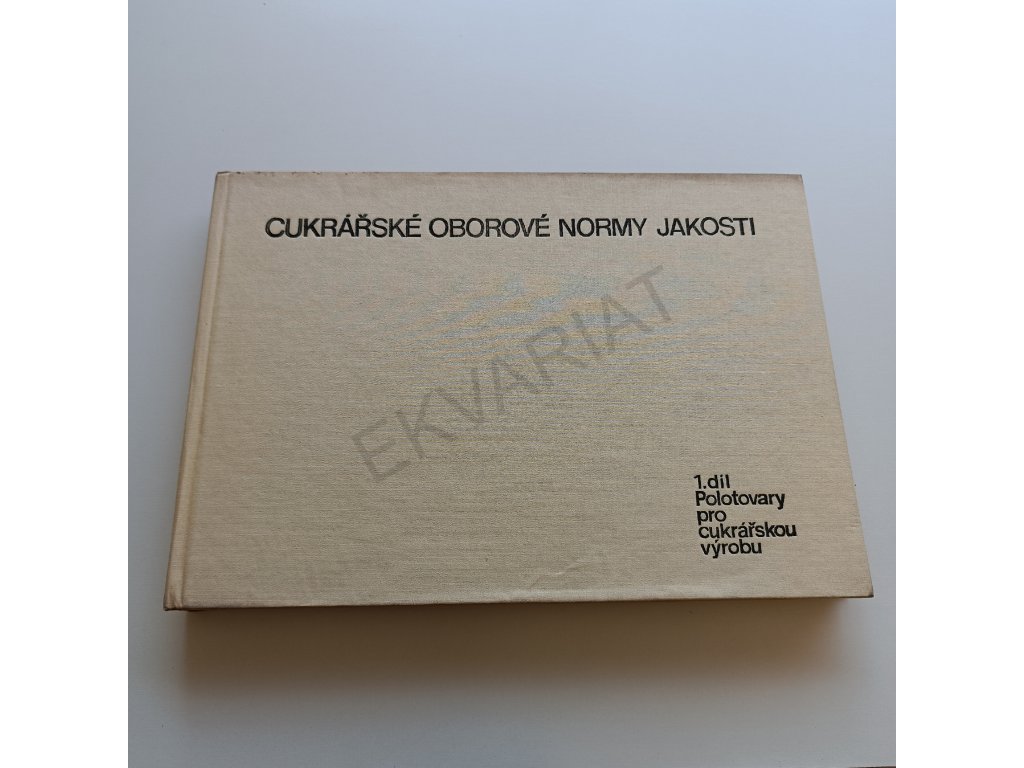 CUKRÁŘSKÉ OBOROVÉ NORMY JAKOSTI
EKVARIAT
1.díl
Polotovary
pro
cukrářskou
výrobu